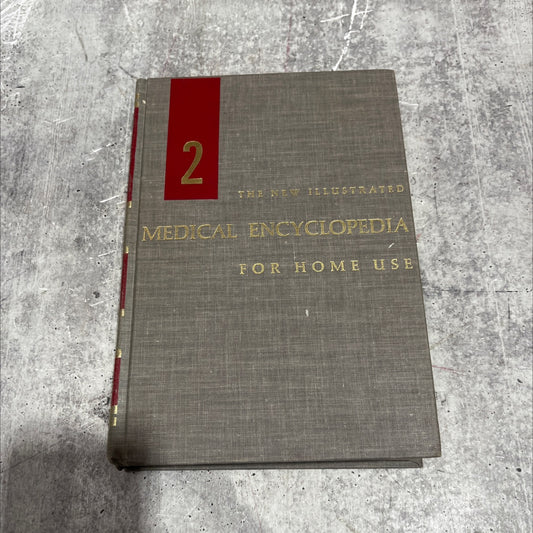 2
THE NEW ILLUSTRATED
MEDICAL ENCYCLOPEDIA
FOR HOME USE